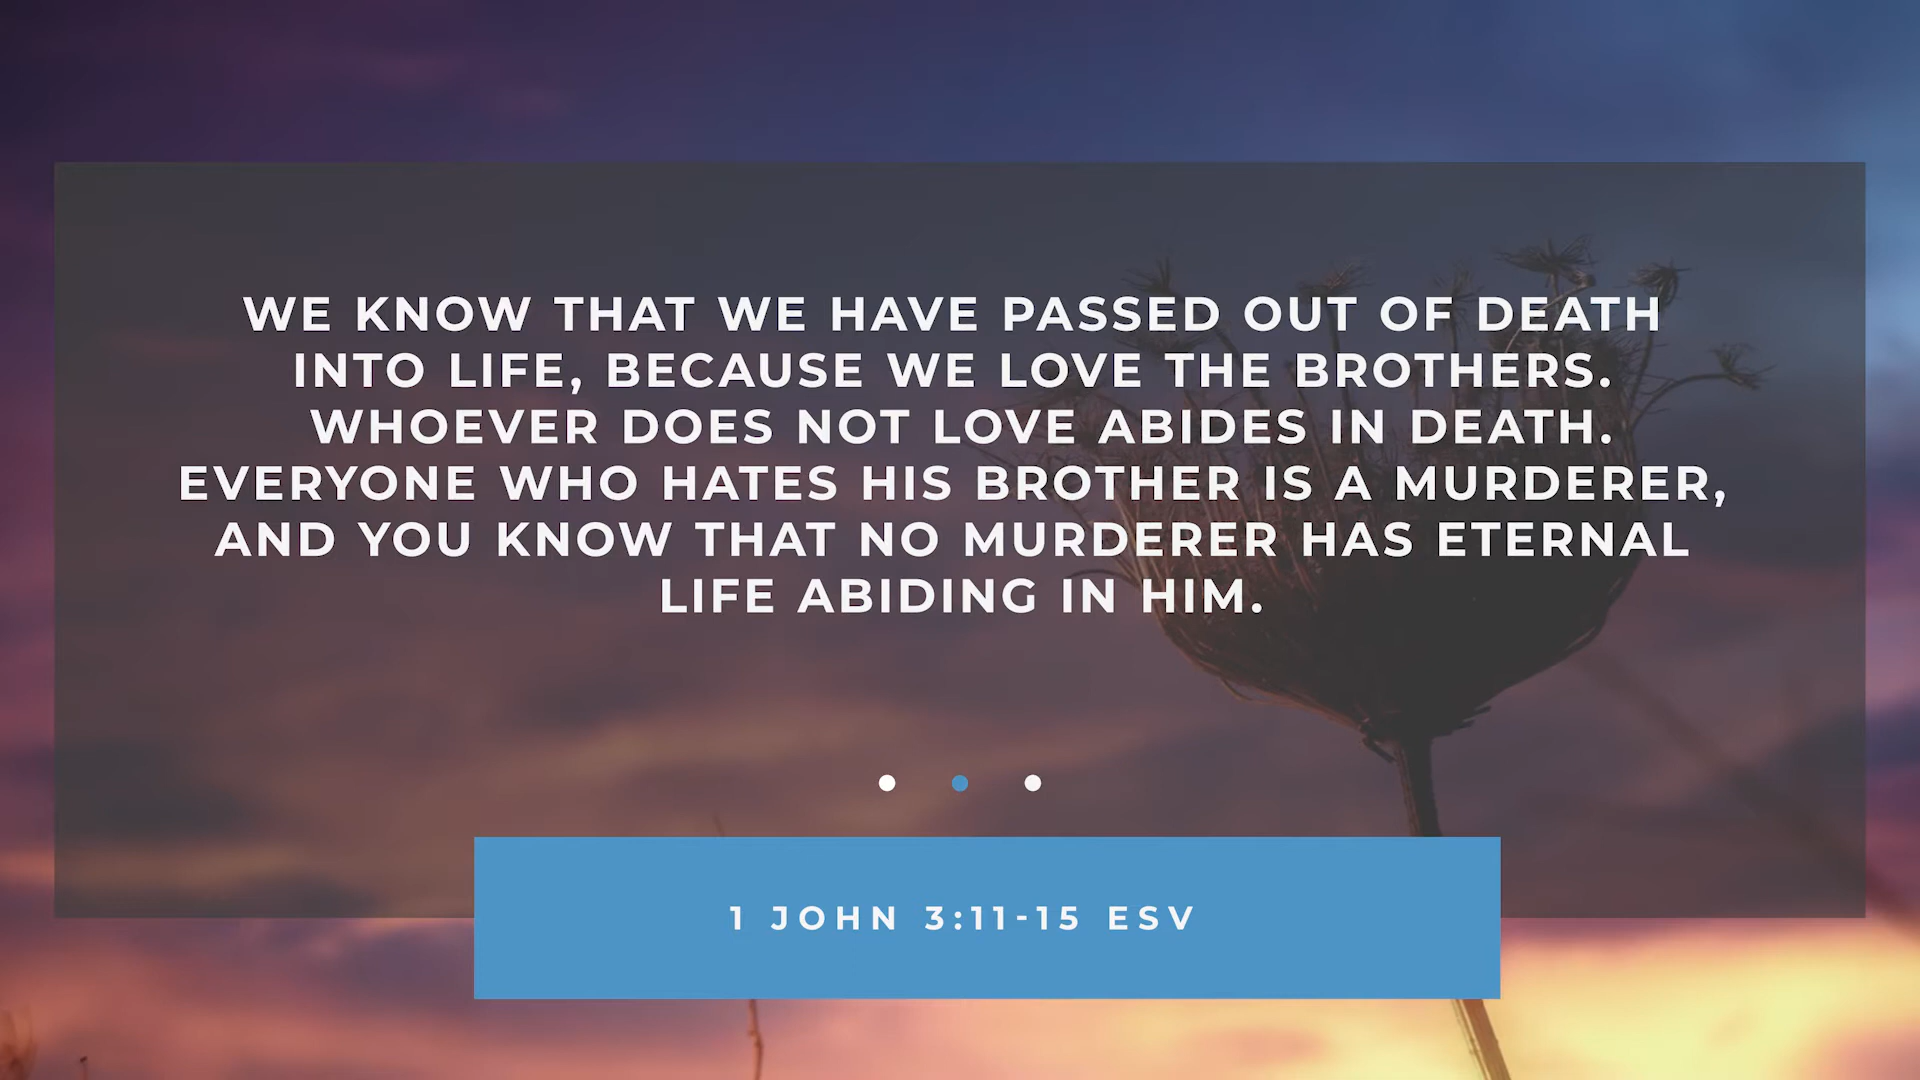 WE KNOW THAT WE HAVE PASSED OUT OF DEATH
INTO LIFE, BECAUSE WE LOVE THE BROTHERS.
WHOEVER DOES NOT LOVE ABIDES IN DEATH.
EVERYONE WHO HATES HIS BROTHER IS A MURDERER,
AND YOU KNOW THAT NO MURDERER HAS ETERNAL
LIFE ABIDING IN HIM.
1 JOHN 3:11-15 ESV